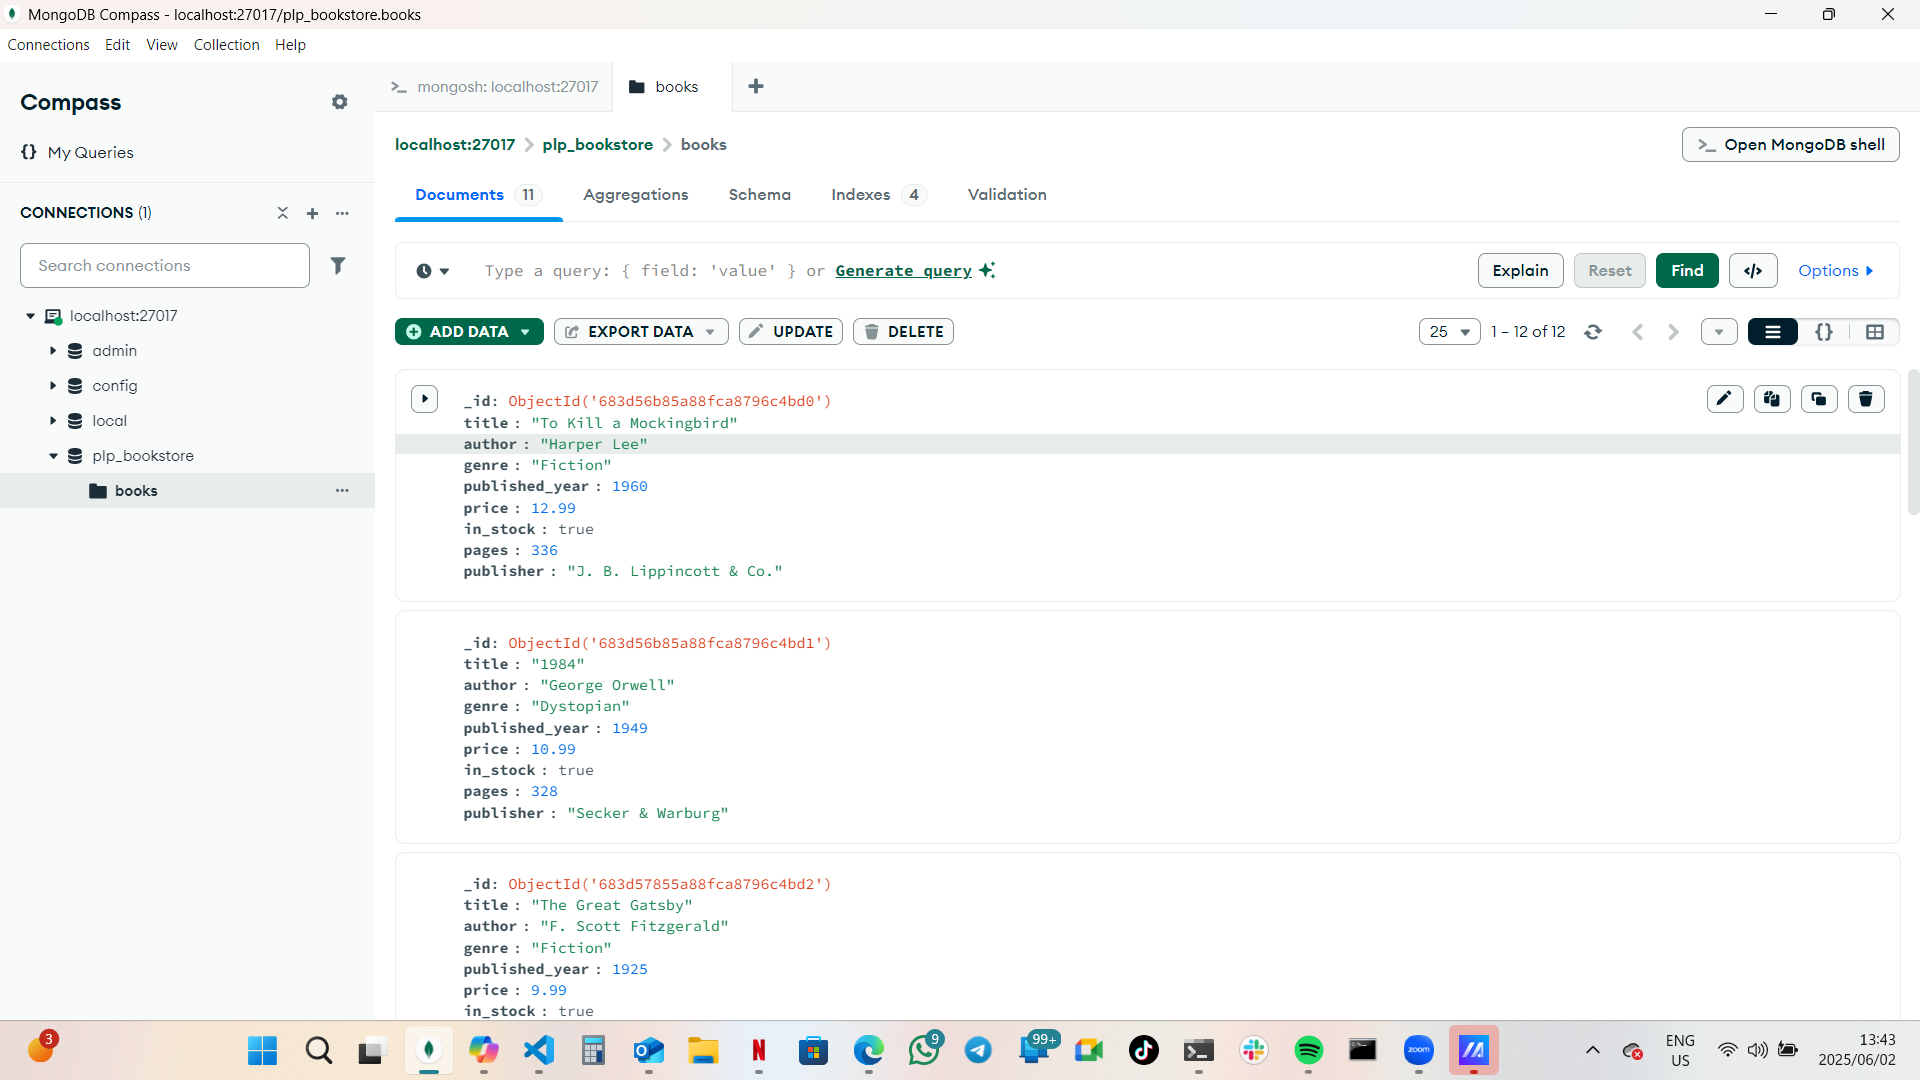 MongoDB Compass - localhost:27017/plp_bookstore.books
Connections Edit View Collection Help
Compass
My Queries
CONNECTIONS (1)
Search connections
localhost:27017
admin
config
local
plp_bookstore
books
mongosh: localhost:27017
books
localhost:27017 plp_bookstore books
Open MongoDB shell
Documents 11 Aggregations Schema Indexes 4 Validation
Type a query: { field: 'value' } or Generate query
Explain Reset Find </> Options
ADD DATA EXPORT DATA UPDATE DELETE
25 1 – 12 of 12 {}
_id: ObjectId('683d56b85a88fca8796c4bd0')
title : "To Kill a Mockingbird"
author : "Harper Lee"
genre : "Fiction"
published_year : 1960
price : 12.99
in_stock : true
pages : 336
publisher : "J. B. Lippincott & Co."
_id: ObjectId('683d56b85a88fca8796c4bd1')
title : "1984"
author : "George Orwell"
genre : "Dystopian"
published_year : 1949
price : 10.99
in_stock : true
pages : 328
publisher : "Secker & Warburg"
_id: ObjectId('683d57855a88fca8796c4bd2')
title : "The Great Gatsby"
author : "F. Scott Fitzgerald"
genre : "Fiction"
published_year : 1925
price : 9.99
in_stock : true
3
9
99+
zoom
ENG
US
13:43
2025/06/02